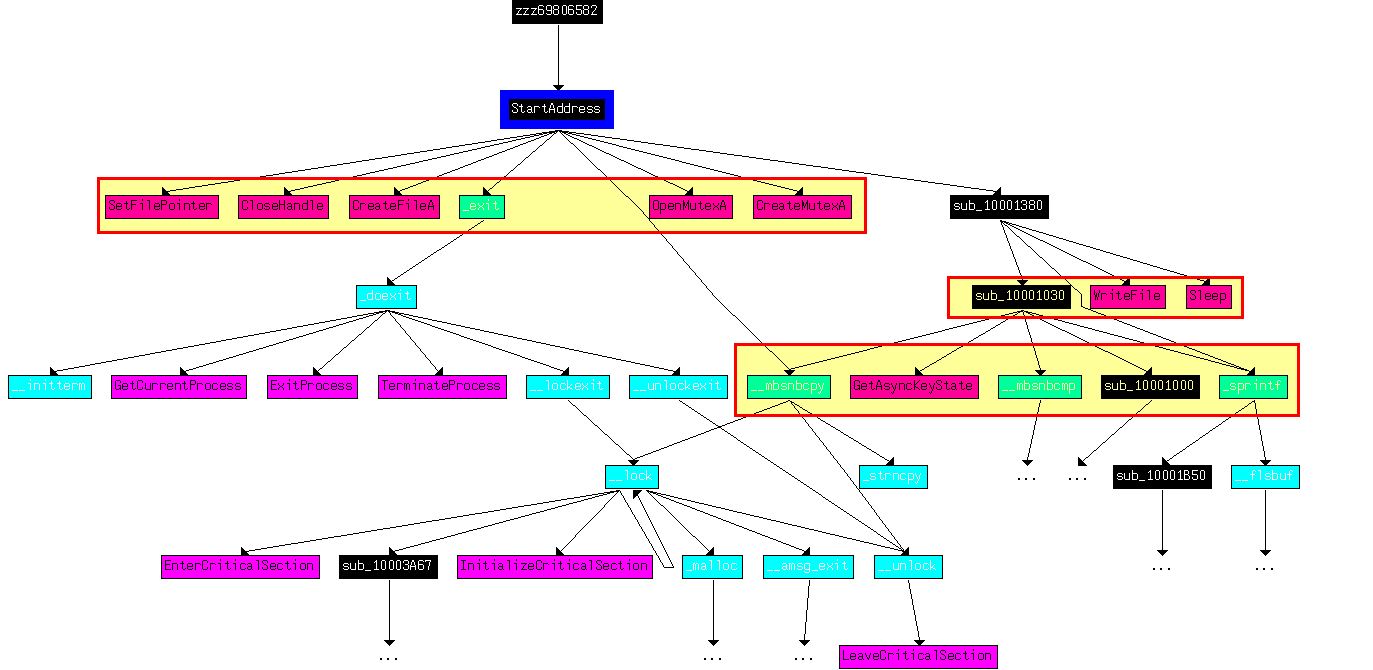 zzz69806582
StartAddress
SetFilePointer
CloseHandle
CreateFileA
_exit
OpenMutexA
CreateMutexA
sub_10001380
_doexit
sub_10001030
WriteFile
Sleep
__initterm
GetCurrentProcess
ExitProcess
TerminateProcess
__lockexit
__unlockexit
__mbsnbcpy
GetAsyncKeyState
__mbsnbcmp
sub_10001000
_sprintf
__lock
_strncpy
...
...
sub_10001B50
__flsbuf
EnterCriticalSection
sub_10003A67
InitializeCriticalSection
_malloc
__amsg_exit
__unlock
...
...
...
...
...
LeaveCriticalSection